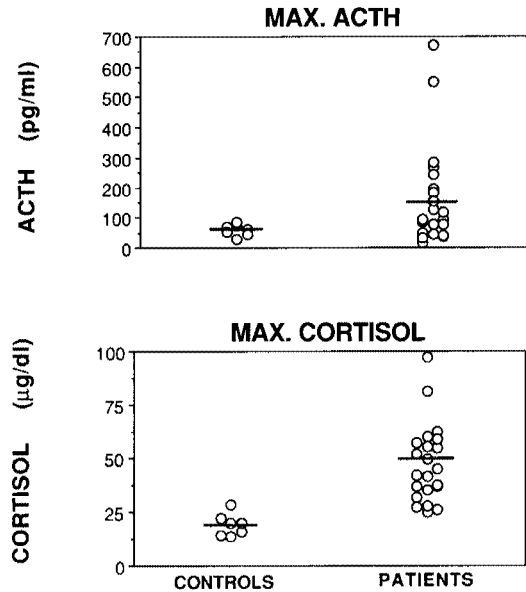 MAX. ACTH
ACTH (pg/ml)
700
600
500
400
300
200
100
0
MAX. CORTISOL
CORTISOL (μg/dl)
100
75
50
25
0
CONTROLS PATIENTS